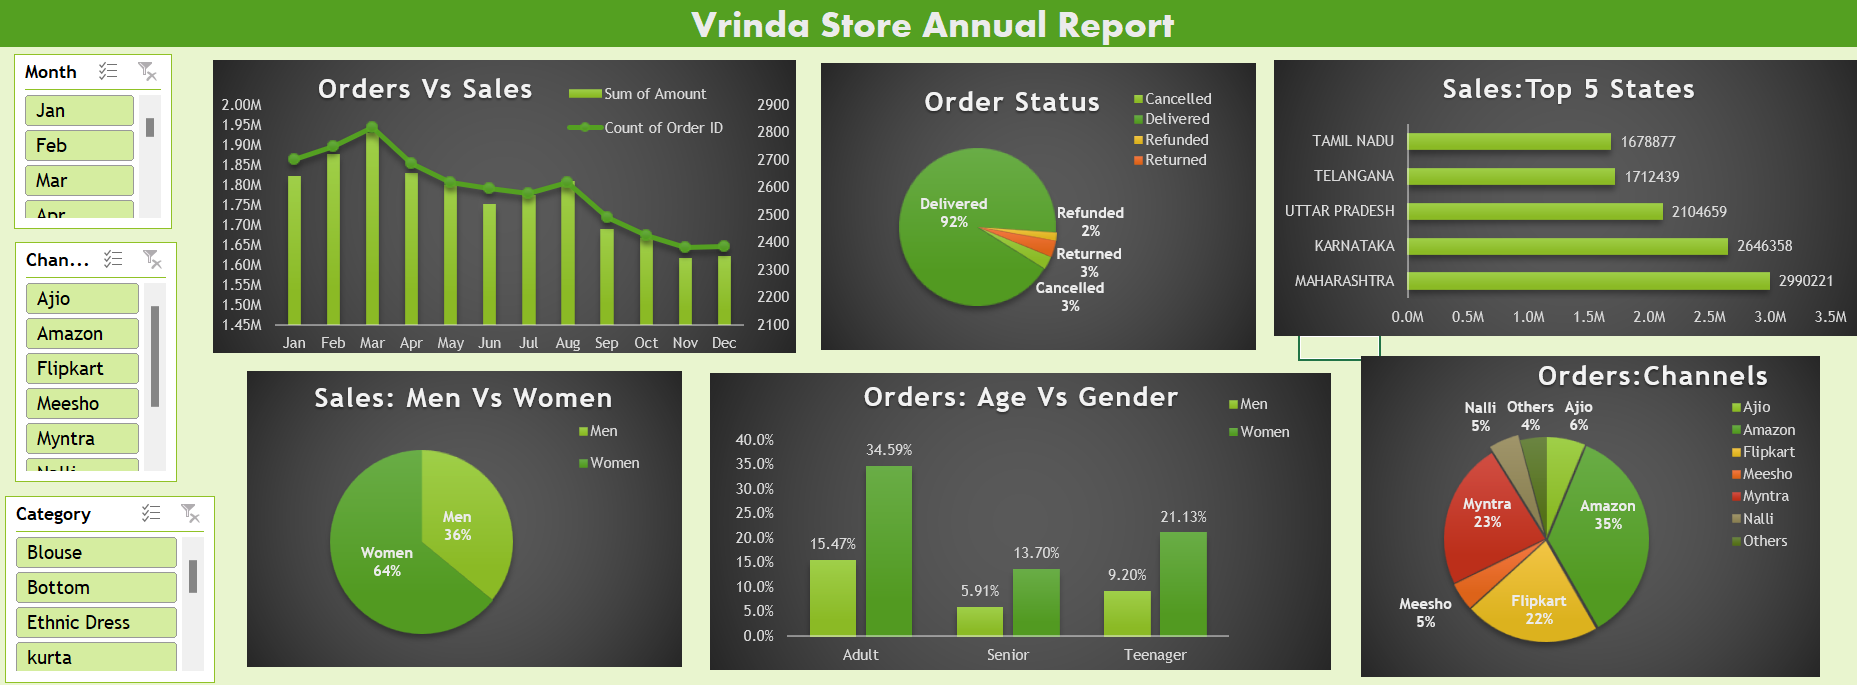 Vrinda Store Annual Report
Month
Jan
Feb
Mar
Apr
Chan...
Ajio
Amazon
Flipkart
Meesho
Myntra
Nalli
Category
Blouse
Bottom
Ethnic Dress
kurta
Orders Vs Sales
Sum of Amount
Count of Order ID
2.00M
1.95M
1.90M
1.85M
1.80M
1.75M
1.70M
1.65M
1.60M
1.55M
1.50M
1.45M
2900
2800
2700
2600
2500
2400
2300
2200
2100
Jan Feb Mar Apr May Jun Jul Aug Sep Oct Nov Dec
Order Status
Cancelled
Delivered
Refunded
Returned
Delivered
92%
Refunded
2%
Returned
3%
Cancelled
3%
Sales:Top 5 States
TAMIL NADU 1678877
TELANGANA 1712439
UTTAR PRADESH 2104659
KARNATAKA 2646358
MAHARASHTRA 2990221
0.0M 0.5M 1.0M 1.5M 2.0M 2.5M 3.0M 3.5M
Sales: Men Vs Women
Men
Women
Men
36%
Women
64%
Orders: Age Vs Gender
Men
Women
40.0%
35.0%
30.0%
25.0%
20.0%
15.0%
10.0%
5.0%
0.0%
15.47%
34.59%
5.91%
13.70%
9.20%
21.13%
Adult Senior Teenager
Orders:Channels
Ajio
Amazon
Flipkart
Meesho
Myntra
Nalli
Others
Nalli
5%
Others
4%
Ajio
6%
Amazon
35%
Myntra
23%
Flipkart
22%
Meesho
5%